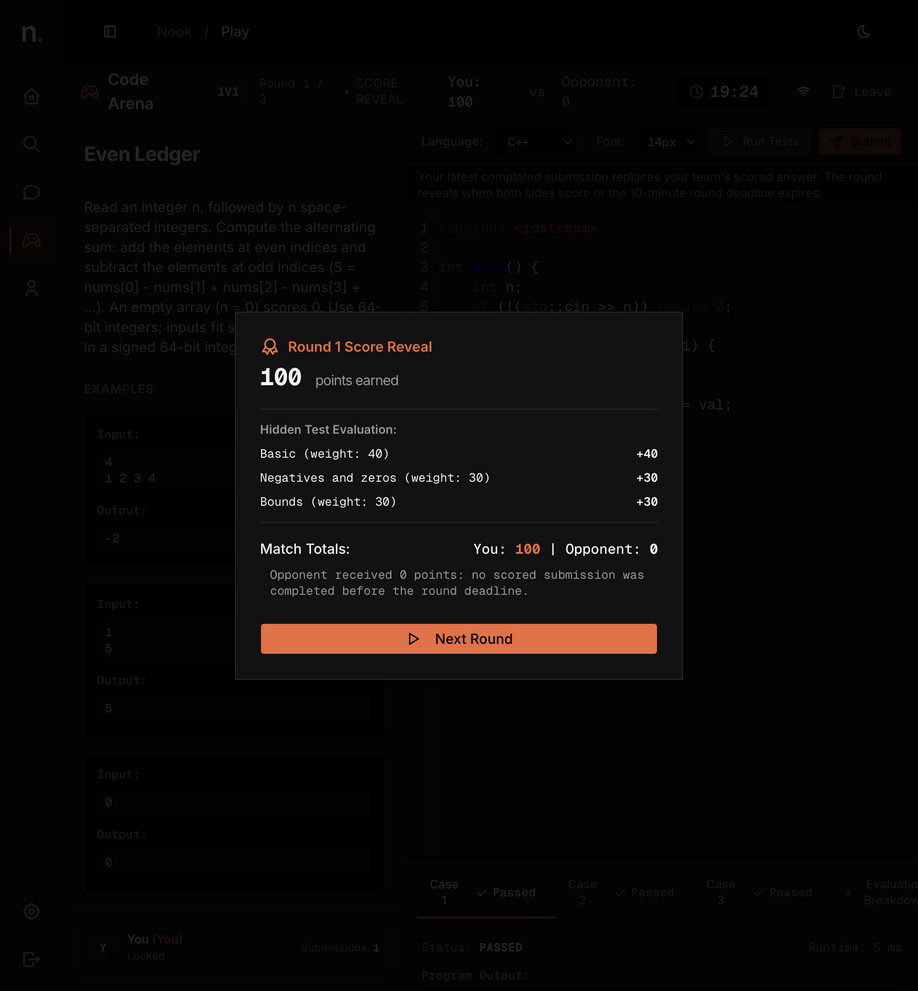 n.
Nook / Play
Code Arena
1V1
Round 1 / 3
• SCORE REVEAL
You: 100
vs
Opponent: 0
19:24
Leave
Even Ledger
Read an integer n, followed by n space-
separated integers. Compute the alternating
sum: add the elements at even indices and
subtract the elements at odd indices (S =
nums[0] - nums[1] + nums[2] - nums[3] +
...). An empty array (n = 0) scores 0. Use 64-
bit integers; inputs fit s
in a signed 64-bit integ
EXAMPLES
Input:
4
1 2 3 4
Output:
-2
Input:
1
5
Output:
5
Input:
0
Output:
0
Y
You (You)
Locked
Submissions: 1
Language:
C++
Font:
14px
Run Tests
Submit
Your latest completed submission replaces your team's scored answer. The round
reveals when both sides score or the 10-minute round deadline expires.
1 #include <iostream>
2
3 int main() {
4 int n;
5 if (!(std::cin >> n)) return 0;
i) {
= val;
Round 1 Score Reveal
100 points earned
Hidden Test Evaluation:
Basic (weight: 40) +40
Negatives and zeros (weight: 30) +30
Bounds (weight: 30) +30
Match Totals: You: 100 | Opponent: 0
Opponent received 0 points: no scored submission was
completed before the round deadline.
Next Round
Case 1
Passed
Case 2
Passed
Case 3
Passed
Evaluatio
Breakdow
Status: PASSED
Runtime: 5 ms
Program Output: